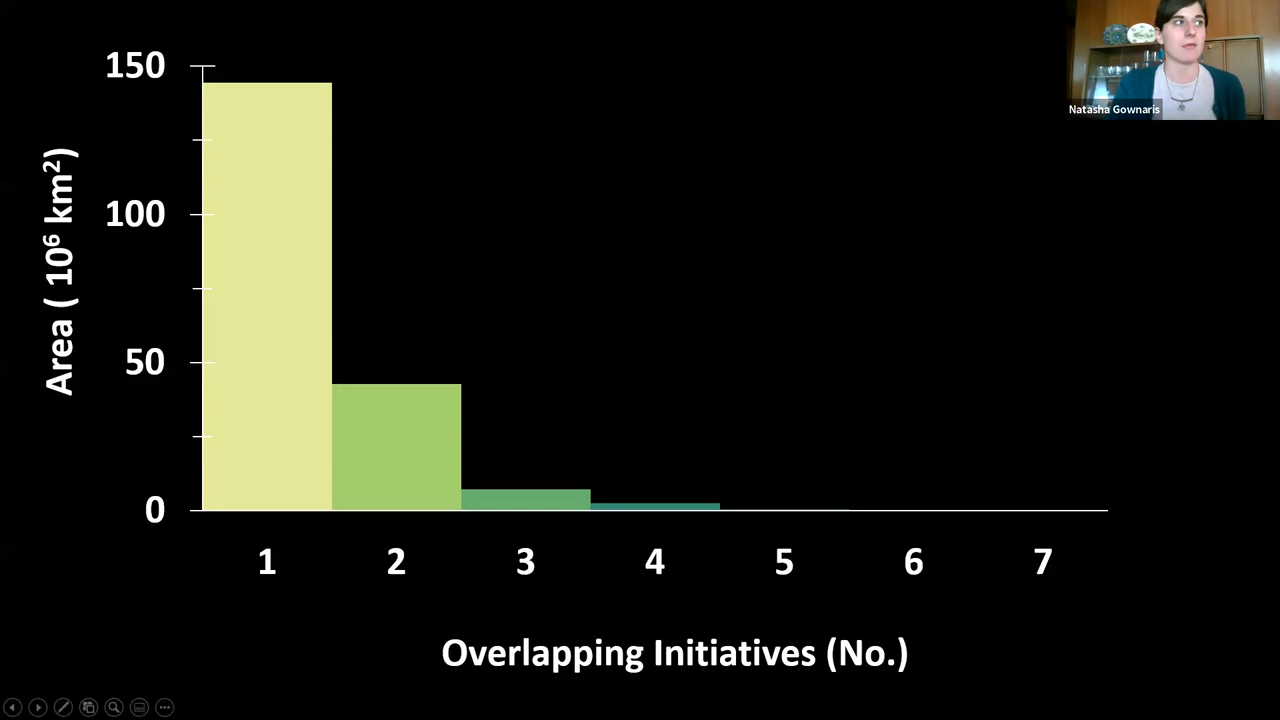 Natasha Gownaris
150
100
50
0
Area ( 10⁶ km²)
1 2 3 4 5 6 7
Overlapping Initiatives (No.)